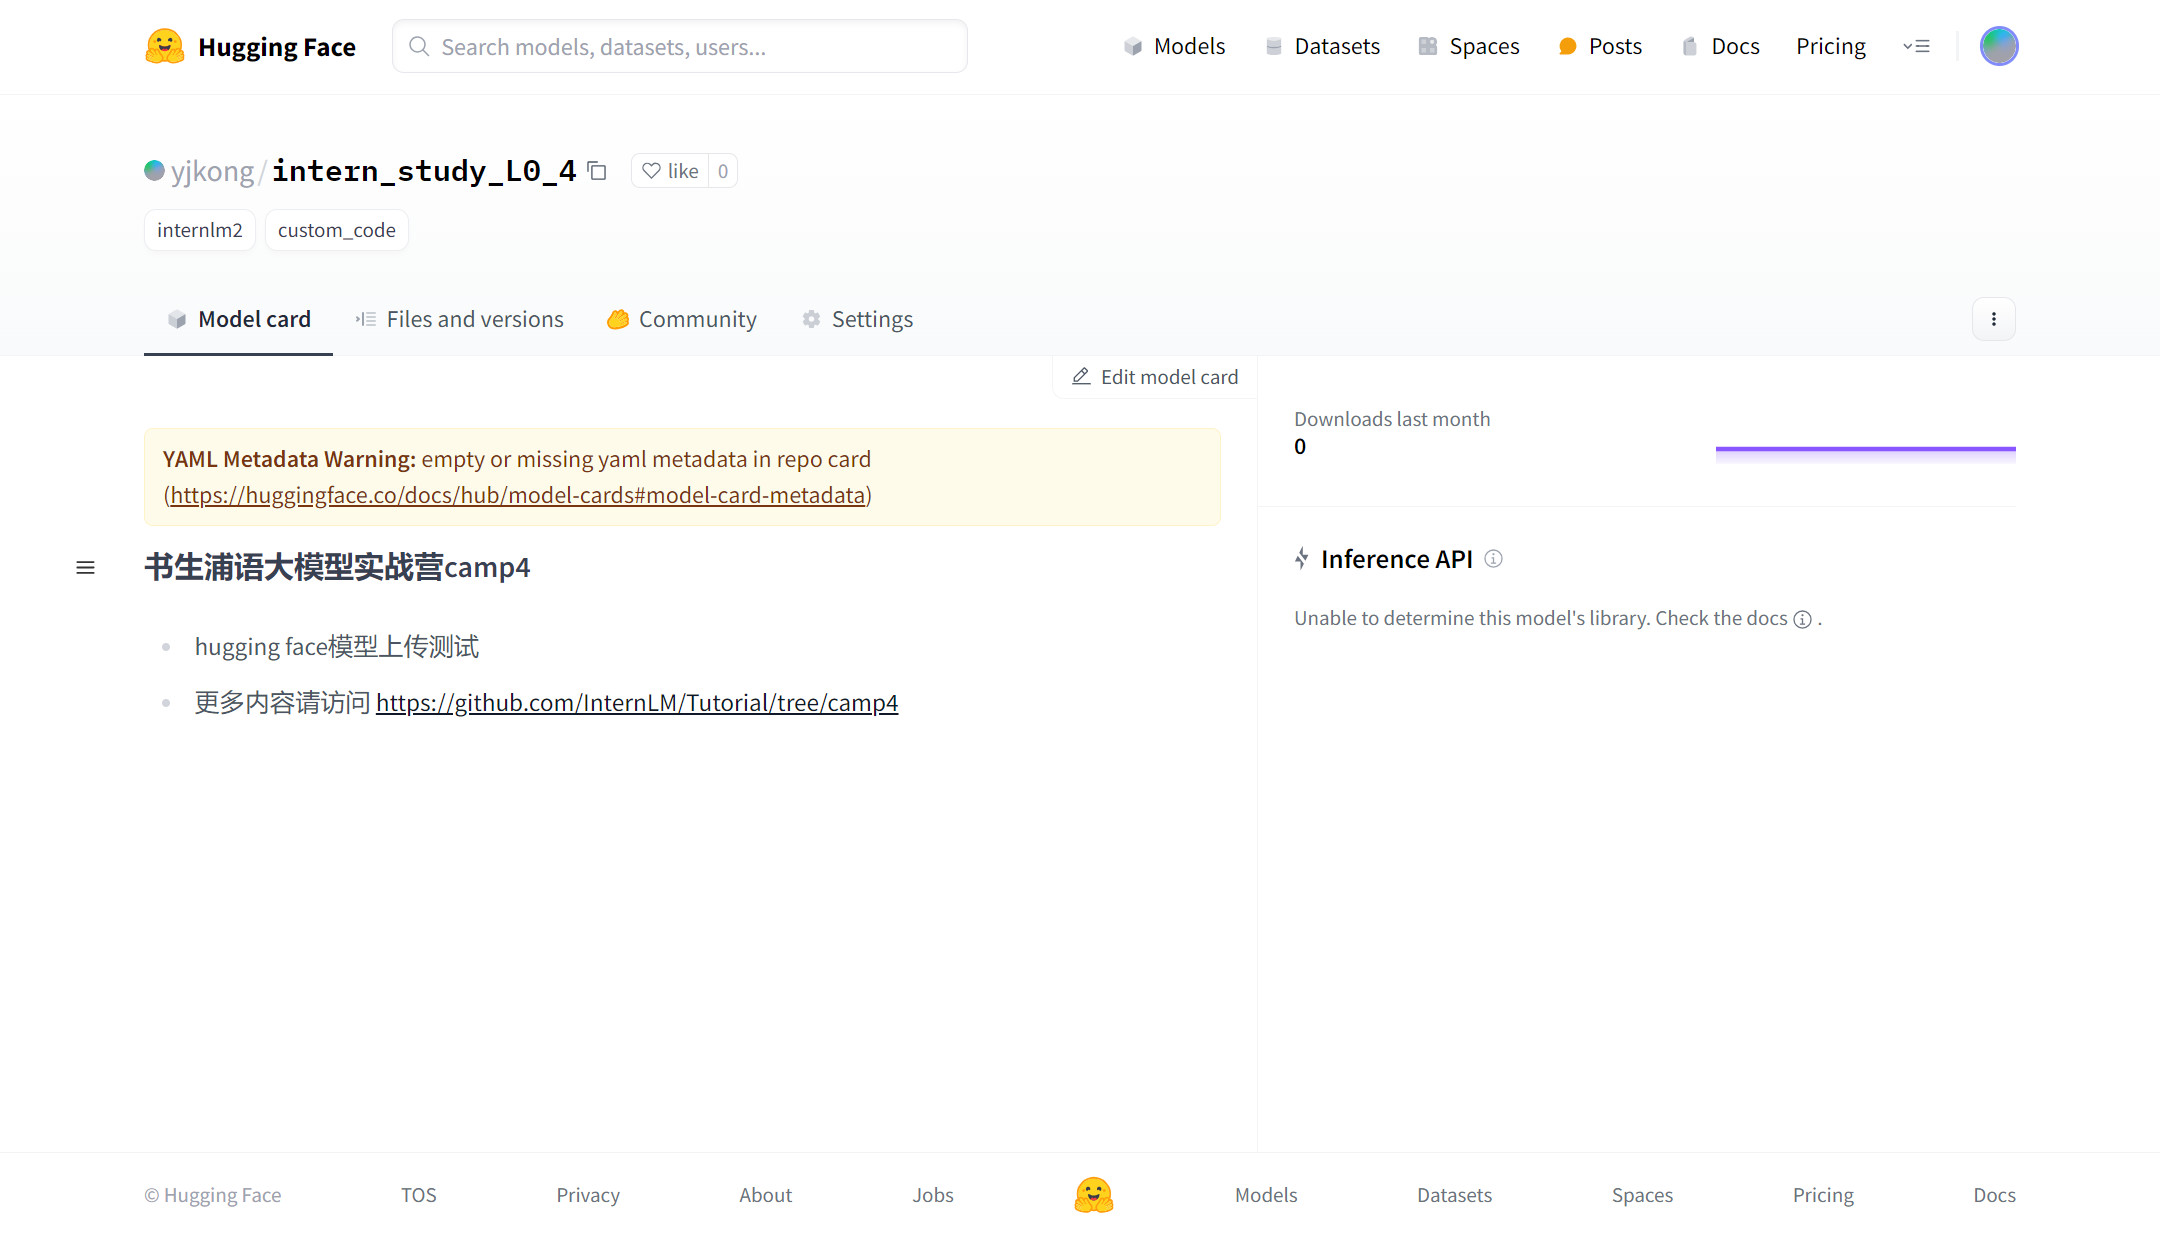 Hugging Face
Search models, datasets, users...
Models
Datasets
Spaces
Posts
Docs
Pricing
yjkong/intern_study_L0_4
like 0
internlm2
custom_code
Model card
Files and versions
Community
Settings
Edit model card
YAML Metadata Warning: empty or missing yaml metadata in repo card
(https://huggingface.co/docs/hub/model-cards#model-card-metadata)
书生浦语大模型实战营camp4
hugging face模型上传测试
更多内容请访问 https://github.com/InternLM/Tutorial/tree/camp4
Downloads last month
0
Inference API
Unable to determine this model's library. Check the docs .
© Hugging Face
TOS
Privacy
About
Jobs
Models
Datasets
Spaces
Pricing
Docs